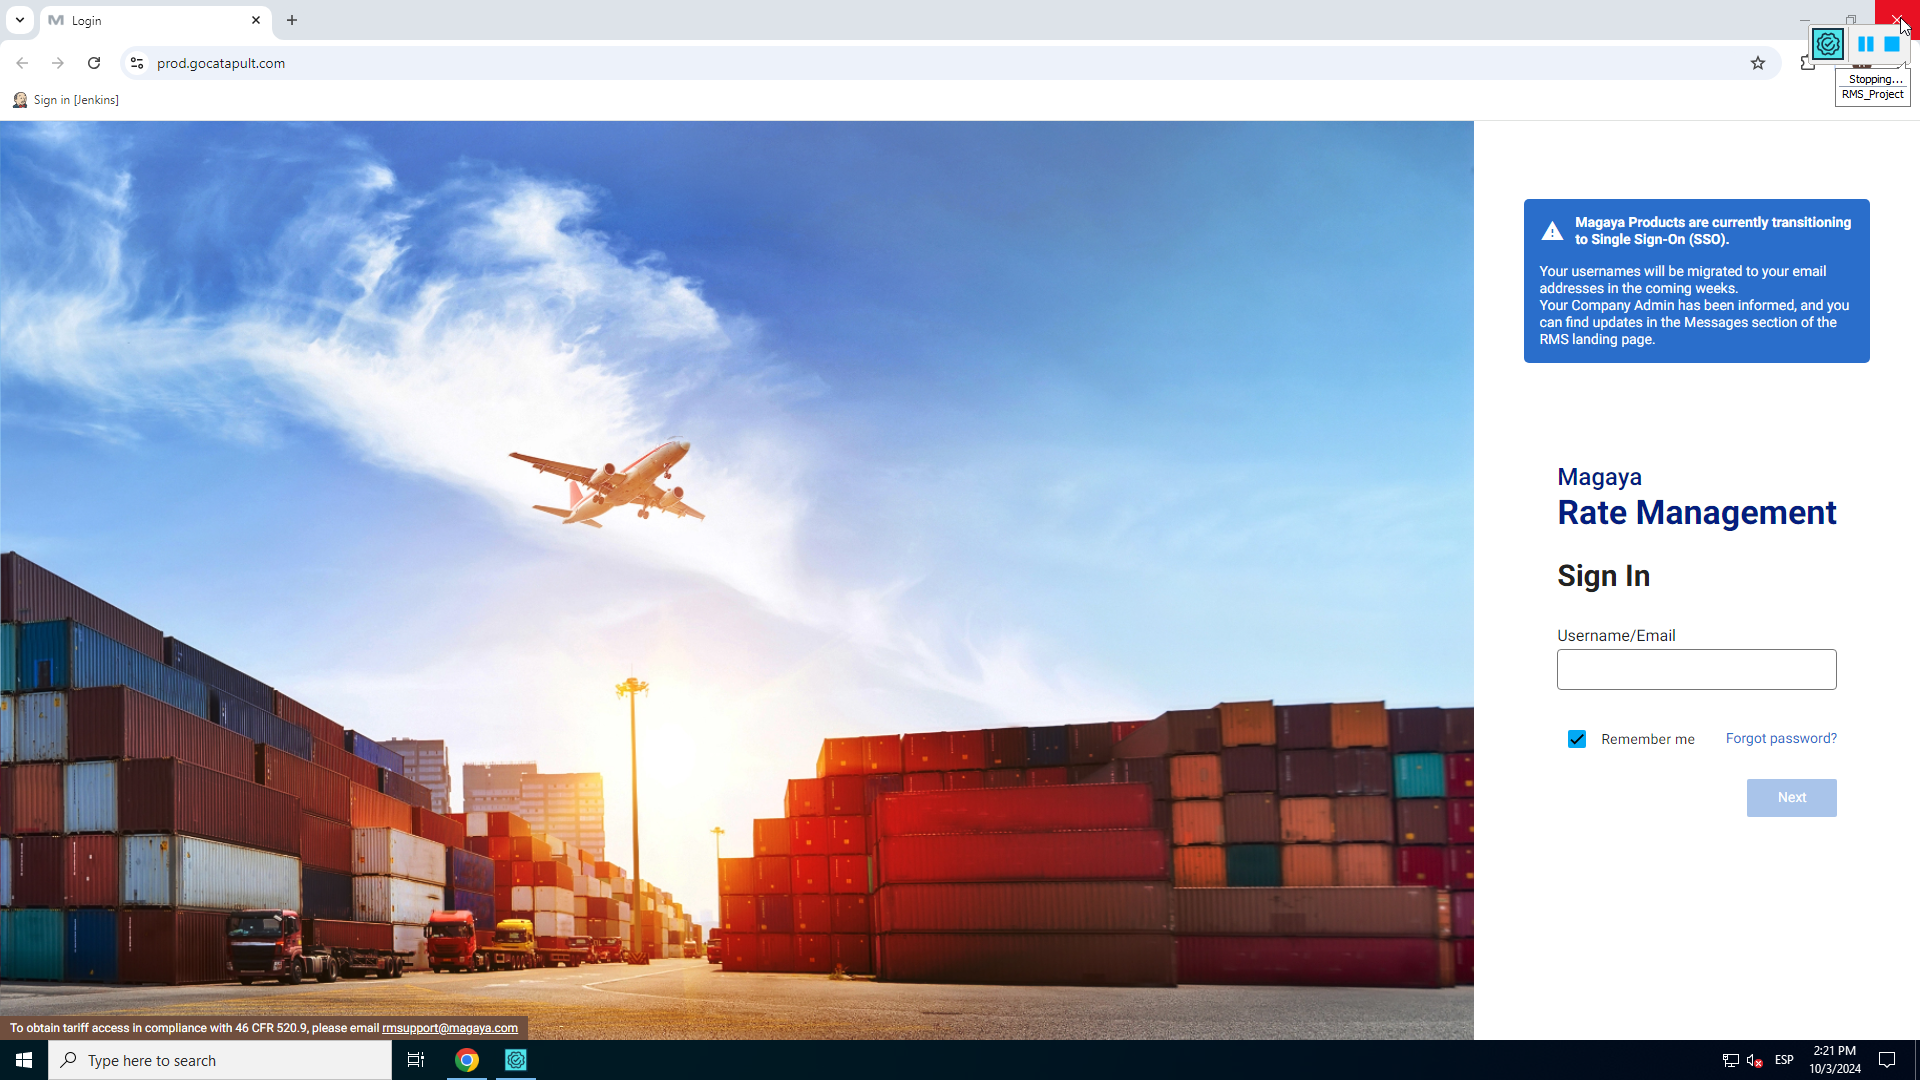 Login
prod.gocatapult.com
Sign in [Jenkins]
Stopping...
RMS_Project
Magaya Products are currently transitioning
to Single Sign-On (SSO).
Your usernames will be migrated to your email
addresses in the coming weeks.
Your Company Admin has been informed, and you
can find updates in the Messages section of the
RMS landing page.
Magaya
Rate Management
Sign In
Username/Email
Remember me
Forgot password?
Next
To obtain tariff access in compliance with 46 CFR 520.9, please email rmsupport@magaya.com
Type here to search
ESP
2:21 PM
10/3/2024